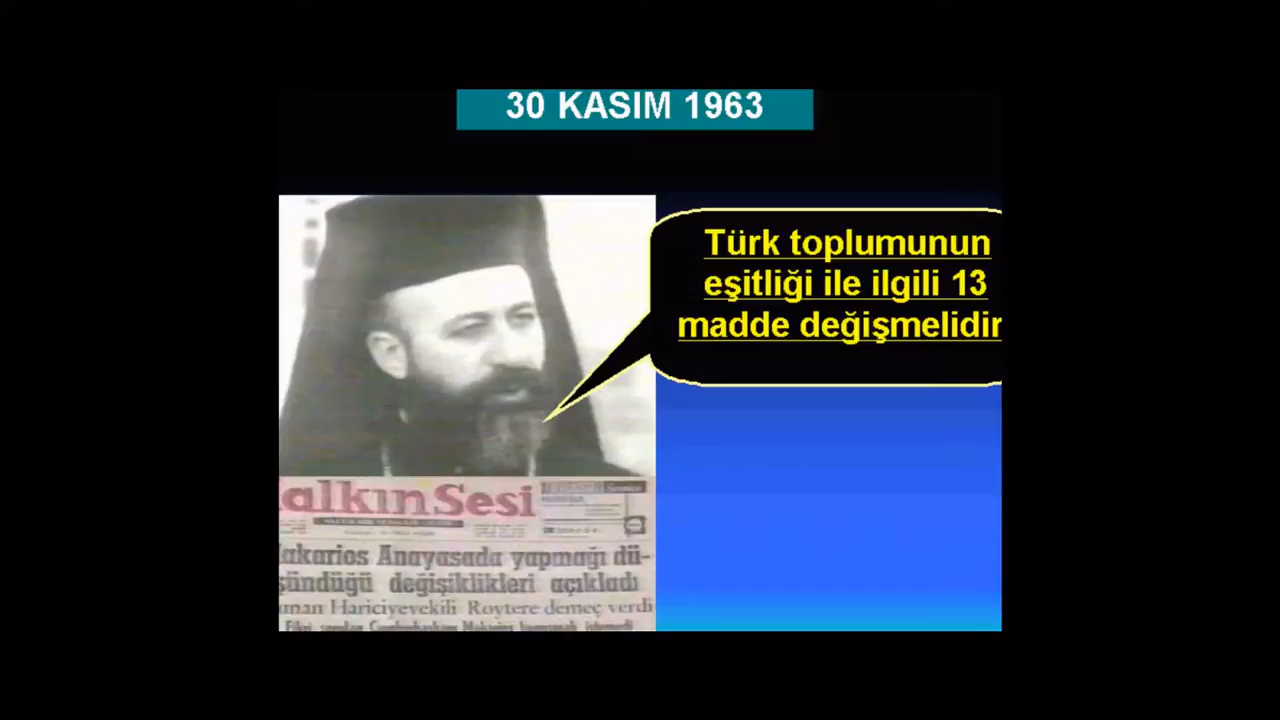 30 KASIM 1963
Türk toplumunun
eşitliği ile ilgili 13
madde değişmelidir
alkın Sesi
akarios Anayasada yapmağı dü-
şündüğü değişiklikleri açıkladı
unan Hariciyevekili Roytere demeç verdi